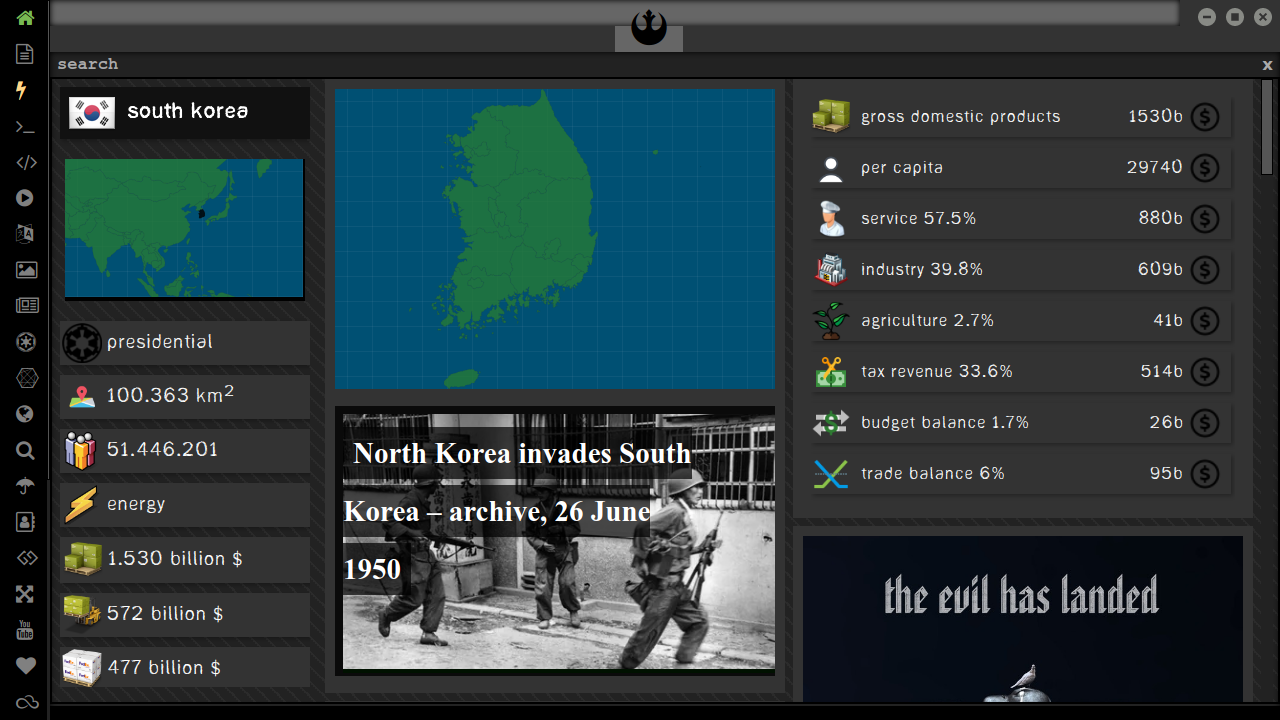 search
x
south korea
presidential
100.363 km²
51.446.201
energy
1.530 billion $
572 billion $
477 billion $
North Korea invades South
Korea – archive, 26 June
1950
gross domestic products 1530b $
per capita 29740 $
service 57.5% 880b $
industry 39.8% 609b $
agriculture 2.7% 41b $
tax revenue 33.6% 514b $
budget balance 1.7% 26b $
trade balance 6% 95b $
the evil has landed
You
Tube